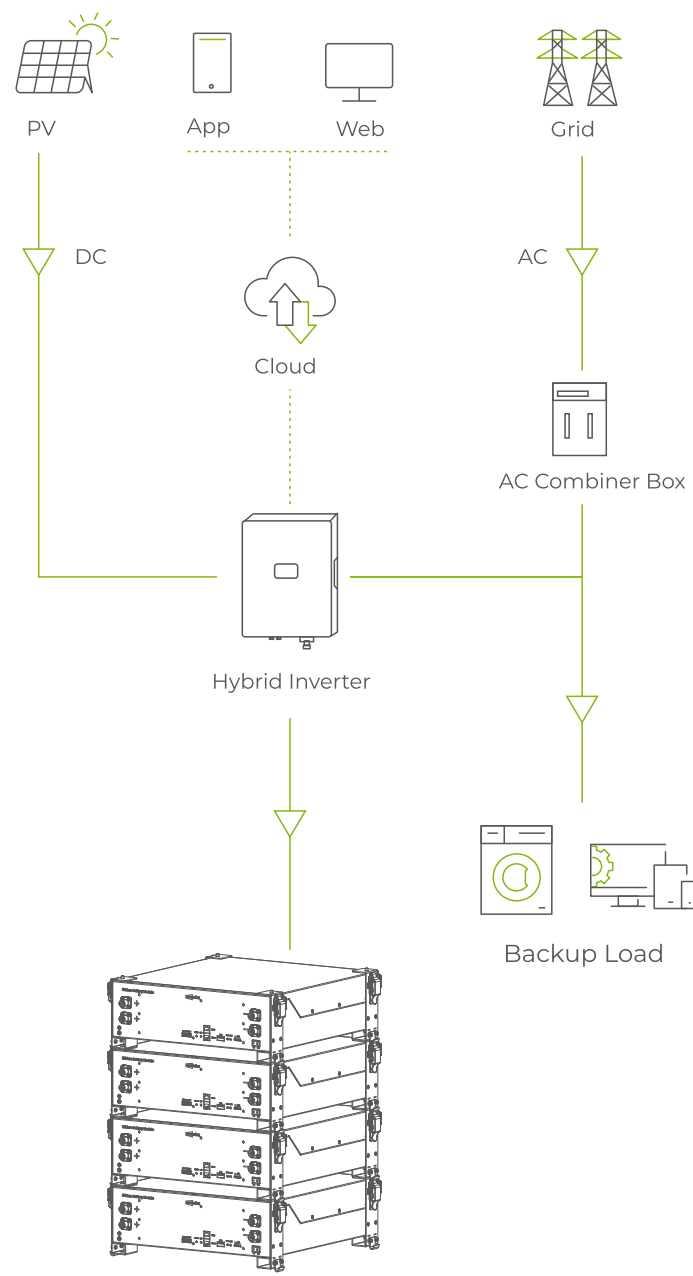 PV
App
Web
Grid
DC
AC
Cloud
AC Combiner Box
Hybrid Inverter
Backup Load